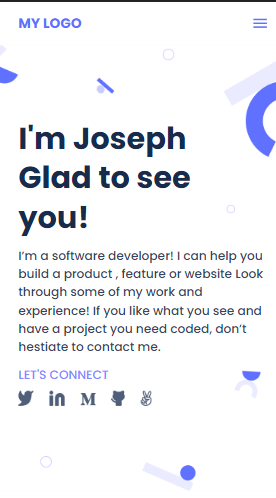 MY LOGO
I'm Joseph
Glad to see
you!
I’m a software developer! I can help you
build a product , feature or website Look
through some of my work and
experience! If you like what you see and
have a project you need coded, don’t
hestiate to contact me.
LET'S CONNECT